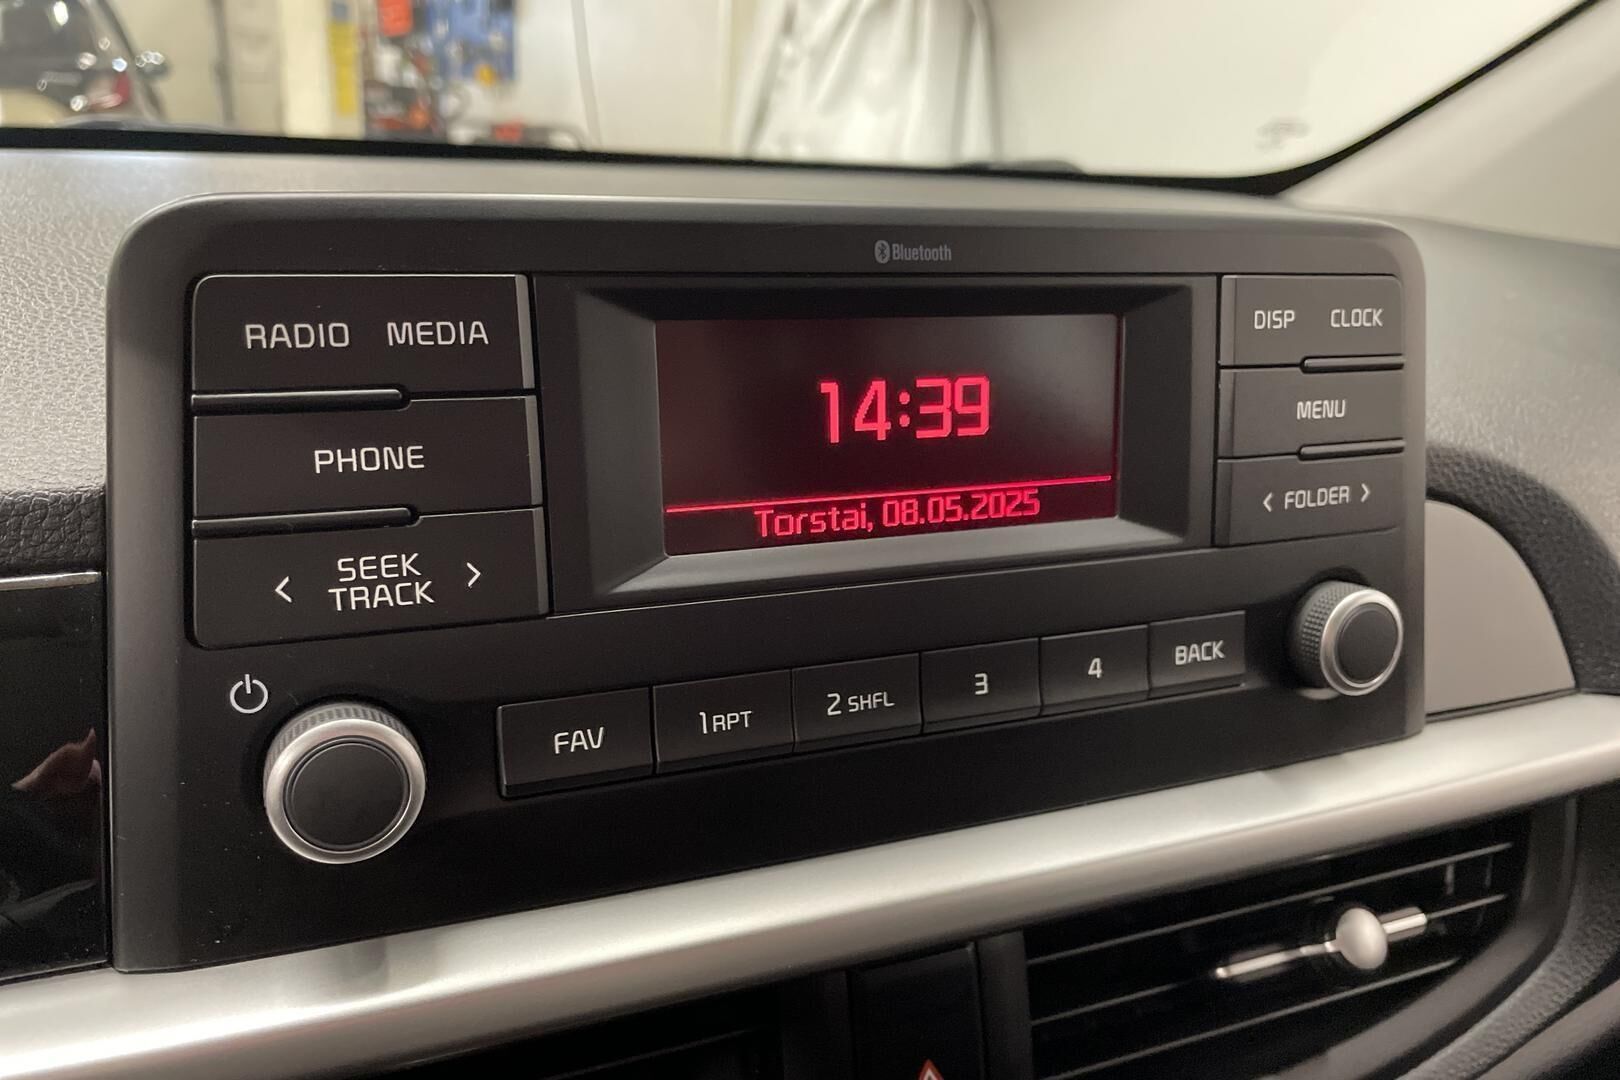 Bluetooth
RADIO MEDIA
PHONE
< SEEK TRACK >
14:39
Torstai, 08.05.2025
DISP CLOCK
MENU
< FOLDER >
FAV
1 RPT
2 SHFL
3
4
BACK